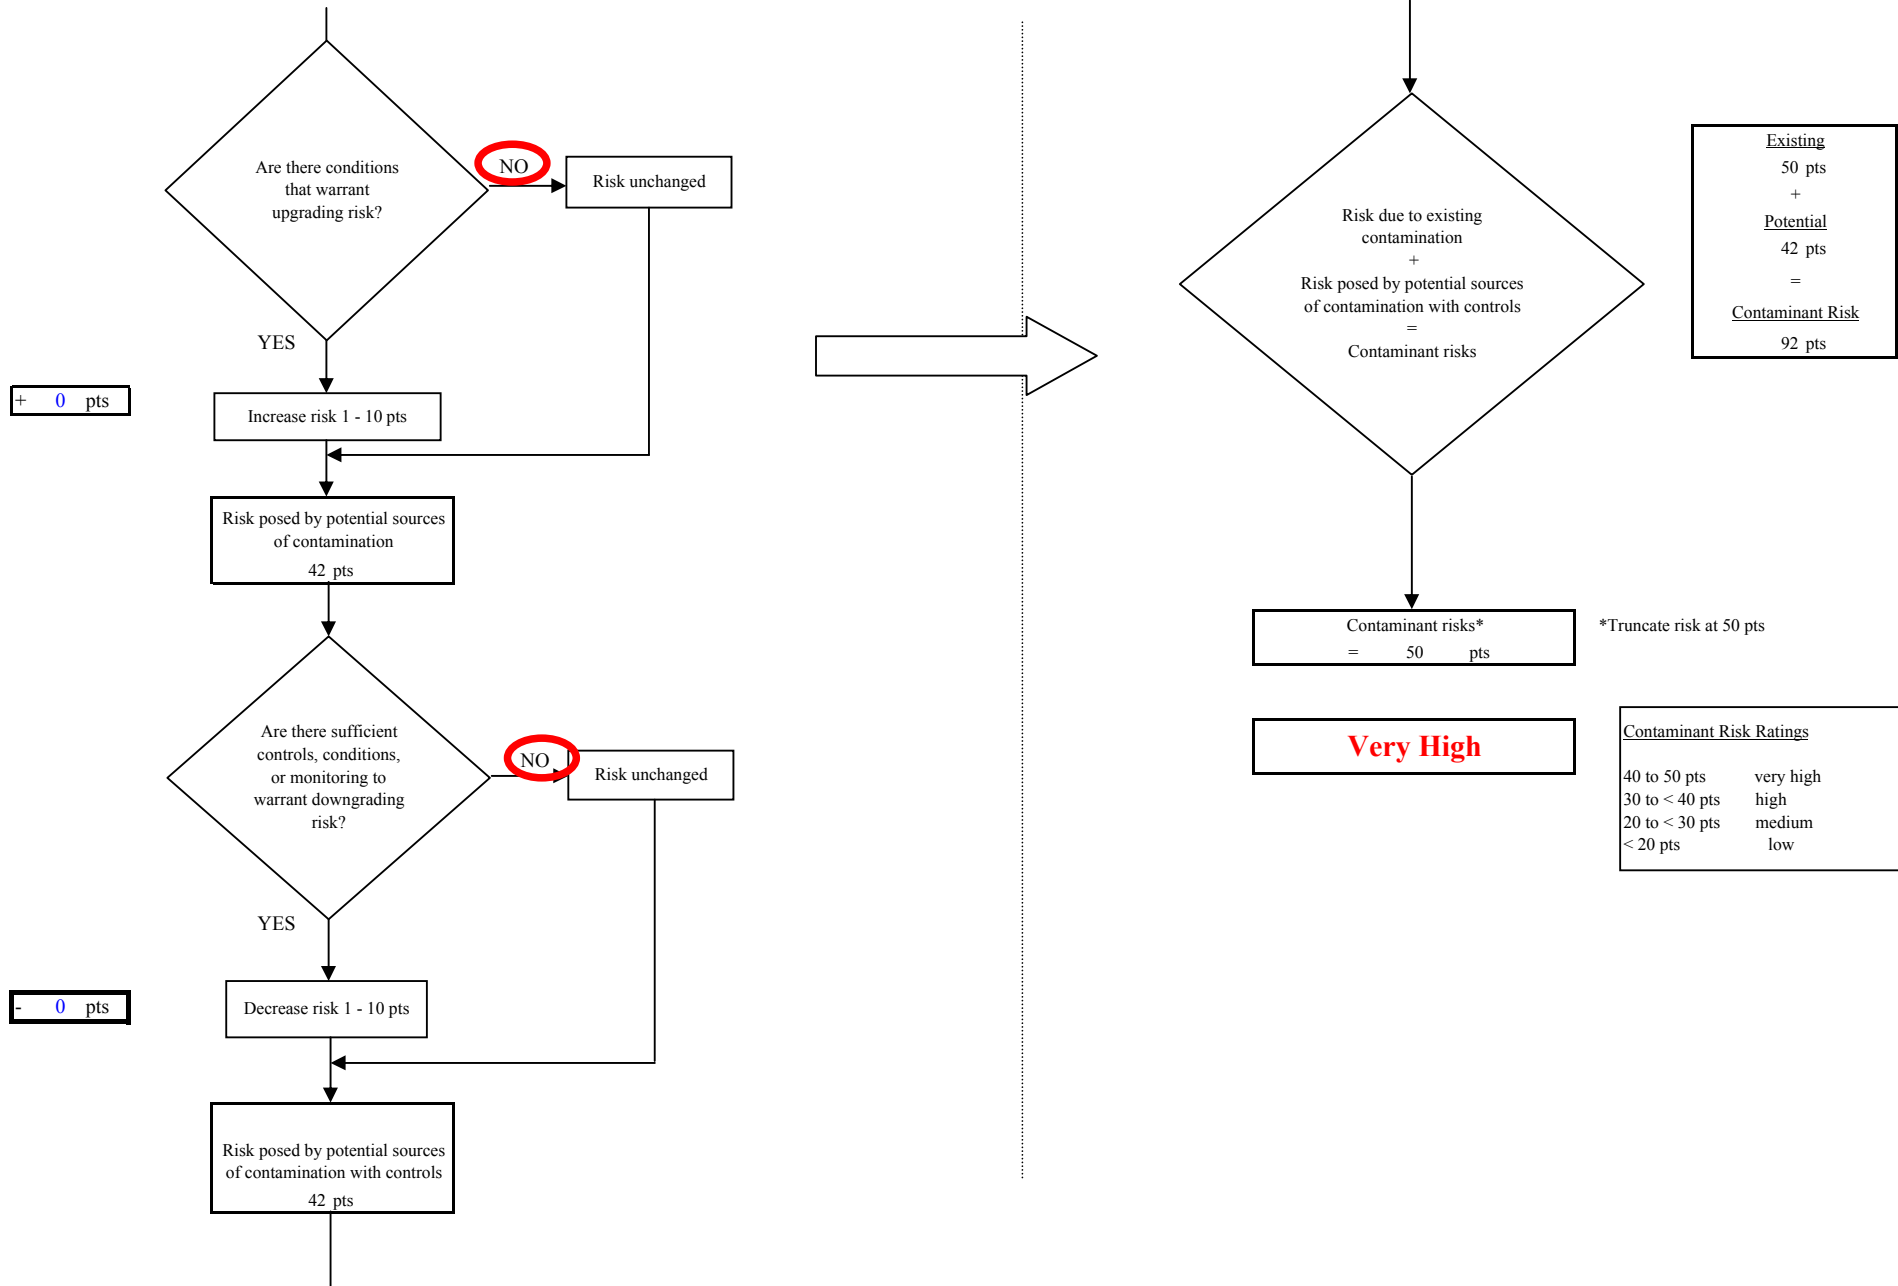 Are there conditions
that warrant
upgrading risk?
NO
Risk unchanged
YES
+ 0 pts
Increase risk 1 - 10 pts
Risk posed by potential sources
of contamination
42 pts
Are there sufficient
controls, conditions,
or monitoring to
warrant downgrading
risk?
NO
Risk unchanged
YES
- 0 pts
Decrease risk 1 - 10 pts
Risk posed by potential sources
of contamination with controls
42 pts
Risk due to existing
contamination
+
Risk posed by potential sources
of contamination with controls
=
Contaminant risks
Existing
50 pts
+
Potential
42 pts
=
Contaminant Risk
92 pts
Contaminant risks*
= 50 pts
*Truncate risk at 50 pts
Very High
Contaminant Risk Ratings
40 to 50 pts very high
30 to < 40 pts high
20 to < 30 pts medium
< 20 pts low